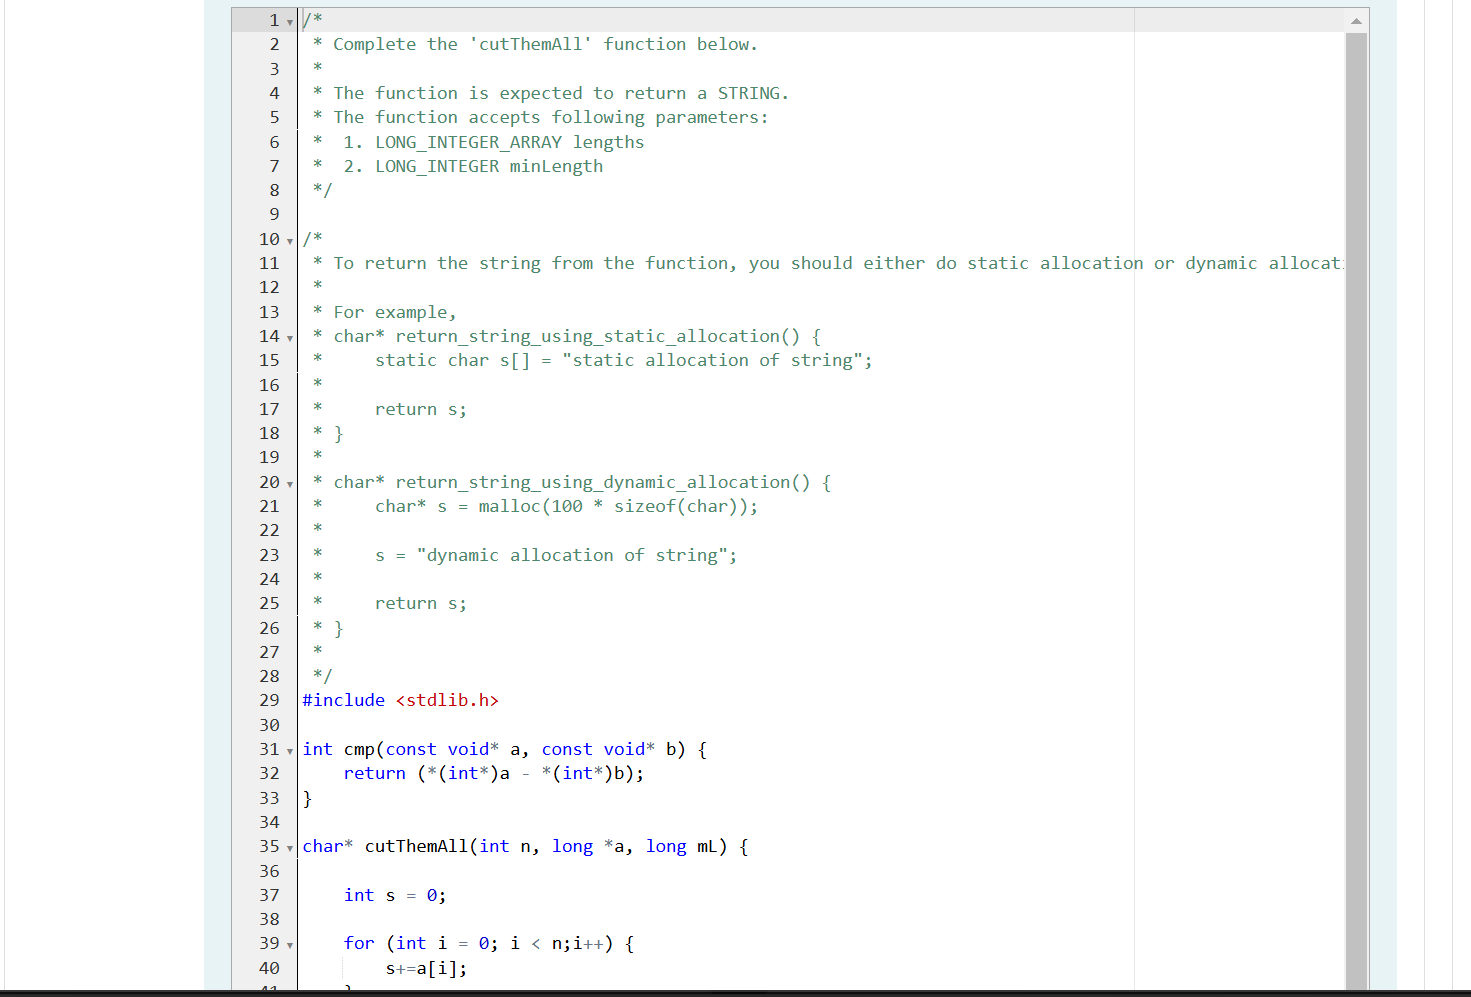 1 /*
2 * Complete the 'cutThemAll' function below.
3 *
4 * The function is expected to return a STRING.
5 * The function accepts following parameters:
6 *  1. LONG_INTEGER_ARRAY lengths
7 *  2. LONG_INTEGER minLength
8 */
9
10 /*
11 * To return the string from the function, you should either do static allocation or dynamic allocat
12 *
13 * For example,
14 * char* return_string_using_static_allocation() {
15 *     static char s[] = "static allocation of string";
16 *
17 *     return s;
18 * }
19 *
20 * char* return_string_using_dynamic_allocation() {
21 *     char* s = malloc(100 * sizeof(char));
22 *
23 *     s = "dynamic allocation of string";
24 *
25 *     return s;
26 * }
27 *
28 */
29 #include <stdlib.h>
30
31 int cmp(const void* a, const void* b) {
32     return (*(int*)a - *(int*)b);
33 }
34
35 char* cutThemAll(int n, long *a, long mL) {
36
37     int s = 0;
38
39     for (int i = 0; i < n;i++) {
40         s+=a[i];